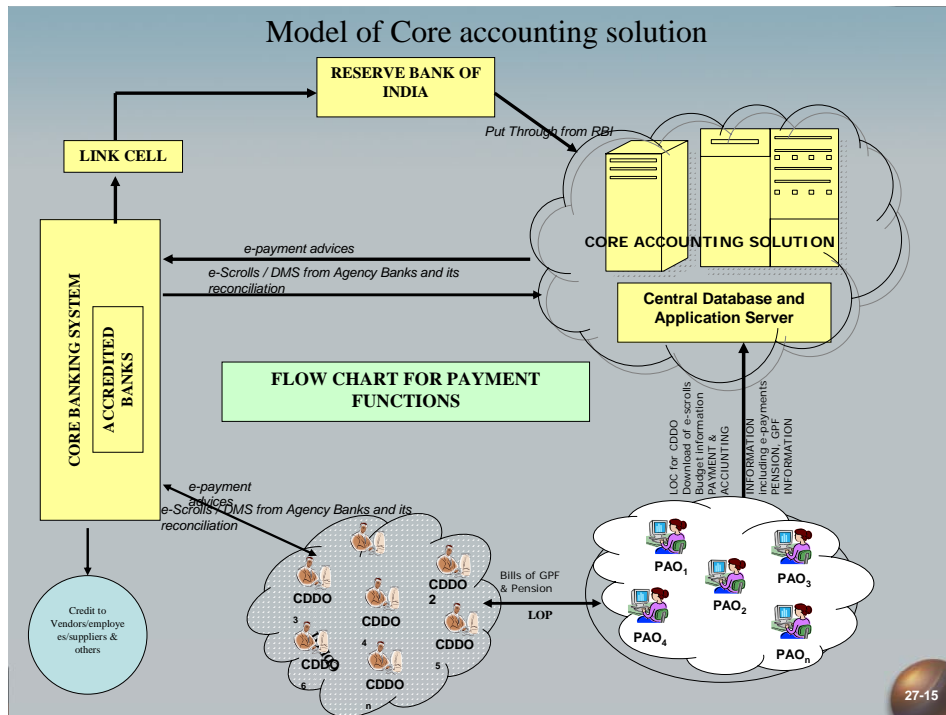 Model of Core accounting solution
RESERVE BANK OF
INDIA
Put Through from RBI
LINK CELL
CORE ACCOUNTING SOLUTION
e-payment advices
e-Scrolls / DMS from Agency Banks and its
reconciliation
Central Database and
Application Server
CORE BANKING SYSTEM
ACCREDITED
BANKS
FLOW CHART FOR PAYMENT
FUNCTIONS
LOC for CDDO
Download of e-scrolls
Budget information
PAYMENT &
ACCIUNTING
INFORMATION
including e-payments
PENSION, GPF
INFORMATION
e-payment
advices
e-Scrolls / DMS from Agency Banks and its
reconciliation
CDDO
2
CDDO
3
CDDO
4
CDDO
5
CDDO
6
CDDO
n
Bills of GPF
& Pension
LOP
PAO1
PAO2
PAO3
PAO4
PAOn
Credit to
Vendors/employe
es/suppliers &
others
27-15